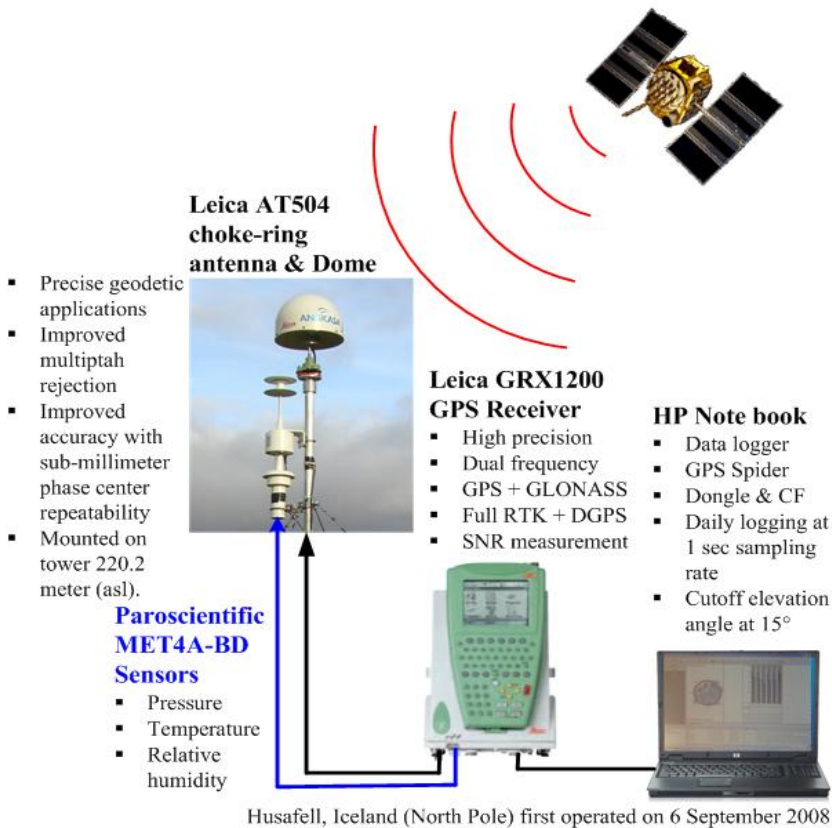 Leica AT504
choke-ring
antenna & Dome
▪ Precise geodetic
applications
▪ Improved
multiptah
rejection
▪ Improved
accuracy with
sub-millimeter
phase center
repeatability
▪ Mounted on
tower 220.2
meter (asl).
ANGKASA
Paroscientific
MET4A-BD
Sensors
▪ Pressure
▪ Temperature
▪ Relative
humidity
Leica GRX1200
GPS Receiver
▪ High precision
▪ Dual frequency
▪ GPS + GLONASS
▪ Full RTK + DGPS
▪ SNR measurement
HP Note book
▪ Data logger
▪ GPS Spider
▪ Dongle & CF
▪ Daily logging at
1 sec sampling
rate
▪ Cutoff elevation
angle at 15°
Husafell, Iceland (North Pole) first operated on 6 September 2008